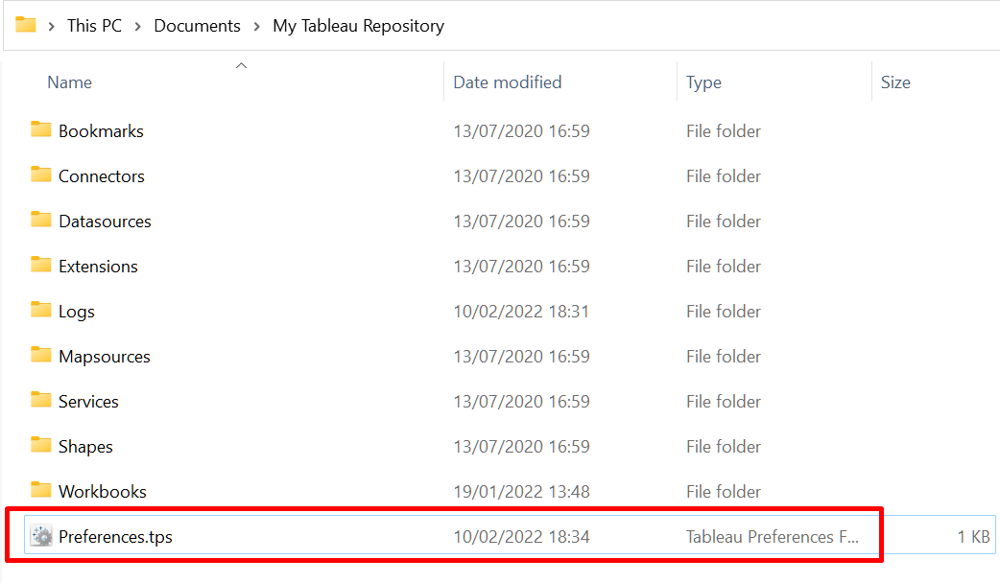 This PC > Documents > My Tableau Repository
Name Date modified Type Size
Bookmarks 13/07/2020 16:59 File folder
Connectors 13/07/2020 16:59 File folder
Datasources 13/07/2020 16:59 File folder
Extensions 13/07/2020 16:59 File folder
Logs 10/02/2022 18:31 File folder
Mapsources 13/07/2020 16:59 File folder
Services 13/07/2020 16:59 File folder
Shapes 13/07/2020 16:59 File folder
Workbooks 19/01/2022 13:48 File folder
Preferences.tps 10/02/2022 18:34 Tableau Preferences F... 1 KB